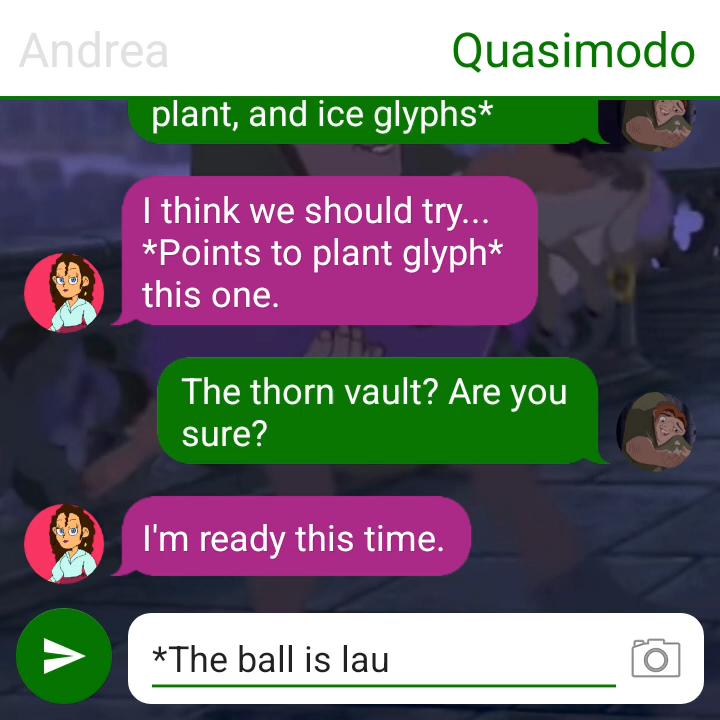 Andrea
Quasimodo
plant, and ice glyphs*
I think we should try...
*Points to plant glyph*
this one.
The thorn vault? Are you
sure?
I'm ready this time.
*The ball is lau